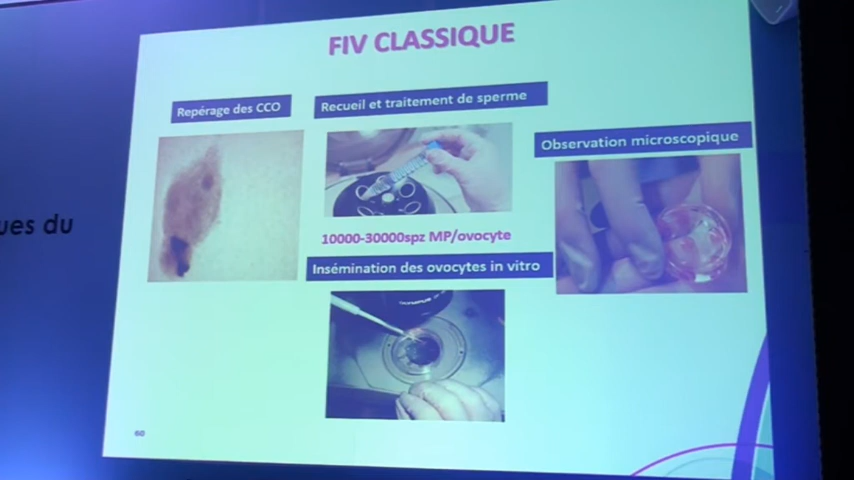 FIV CLASSIQUE
Repérage des CCO
Recueil et traitement de sperme
Observation microscopique
ues du
10000-30000spz MP/ovocyte
Insémination des ovocytes in vitro
OLYMPUS
60